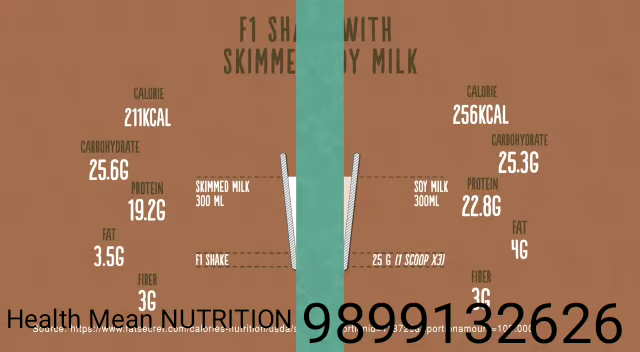 F1 SHA WITH
SKIMME OY MILK
CALORIE
211KCAL
CARBOHYDRATE
25.6G
PROTEIN
19.2G
FAT
3.5G
FIBER
3G
SKIMMED MILK
300 ML
F1 SHAKE
CALORIE
256KCAL
CARBOHYDRATE
25.3G
PROTEIN
22.8G
FAT
4G
FIBER
3G
SOY MILK
300ML
25 G (1 SCOOP X3)
Health Mean NUTRITION 9899132626
Source: